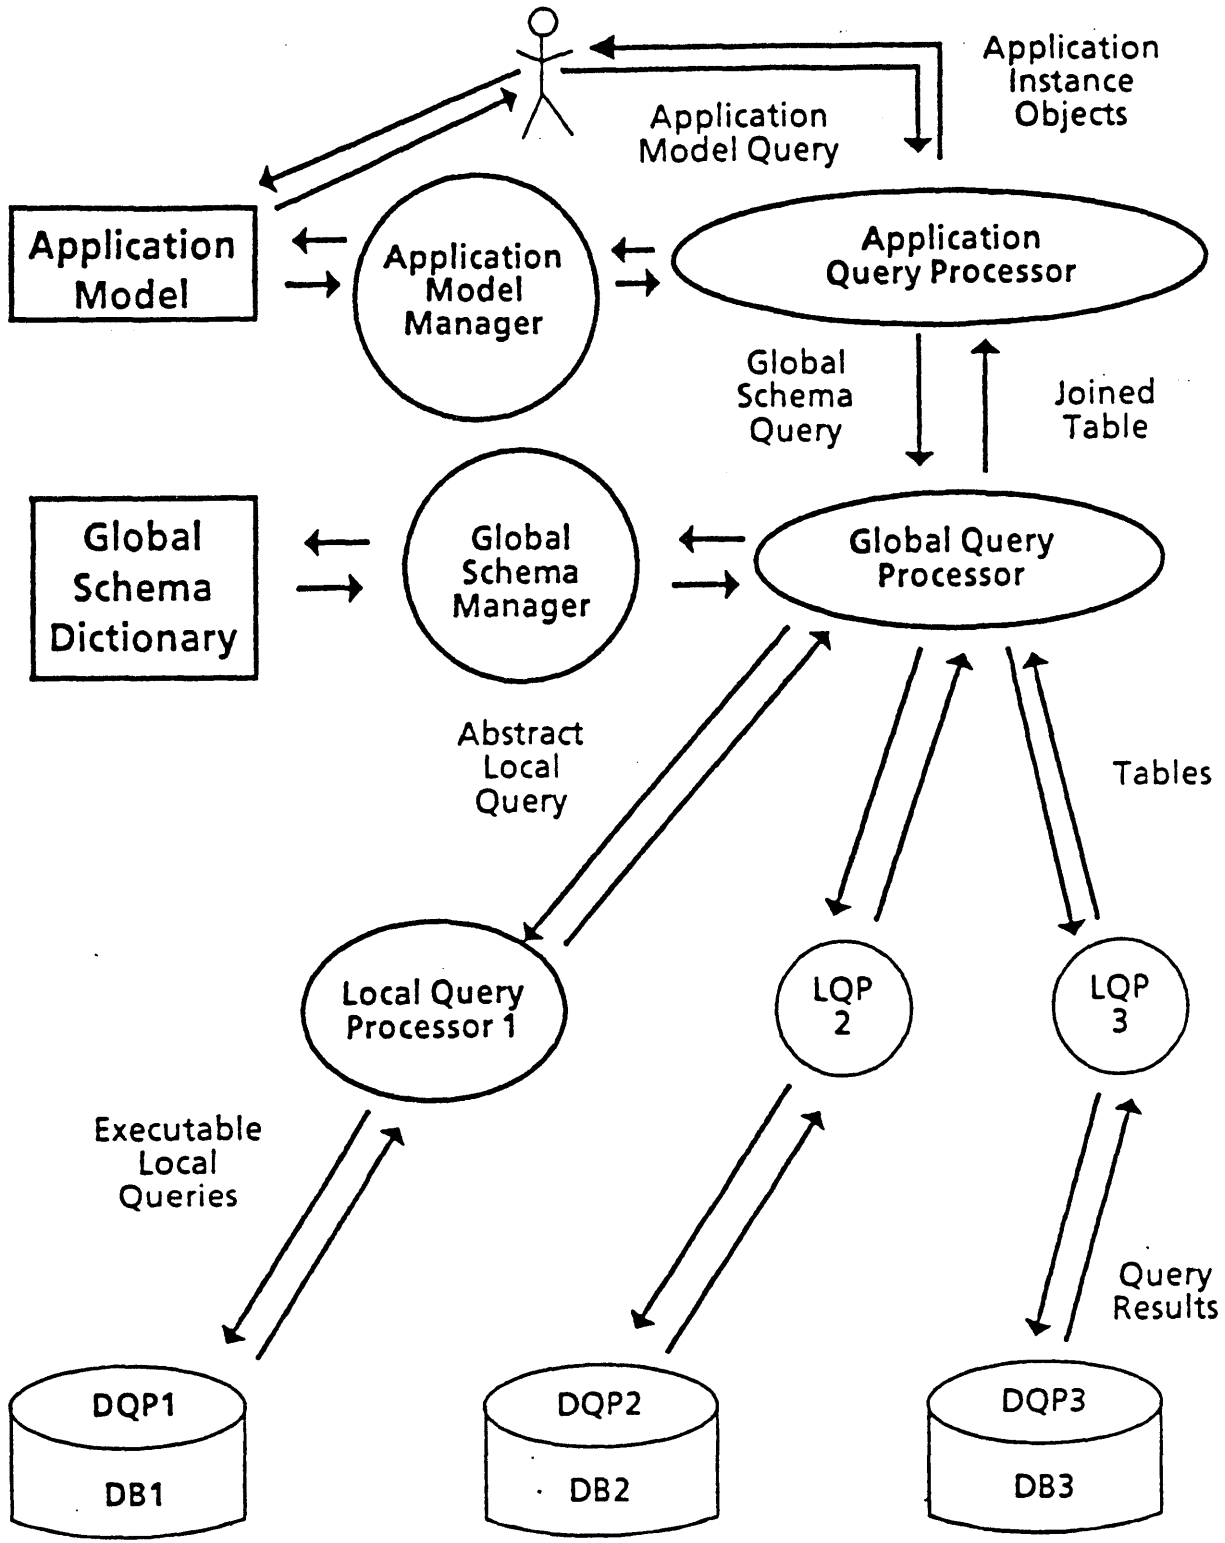 Application
Instance
Objects
Application
Model Query
Application
Model
Application
Model
Manager
Application
Query Processor
Global
Schema
Query
Joined
Table
Global
Schema
Dictionary
Global
Schema
Manager
Global Query
Processor
Abstract
Local
Query
Tables
Local Query
Processor 1
LQP
2
LQP
3
Executable
Local
Queries
Query
Results
DQP1
DB1
DQP2
DB2
DQP3
DB3